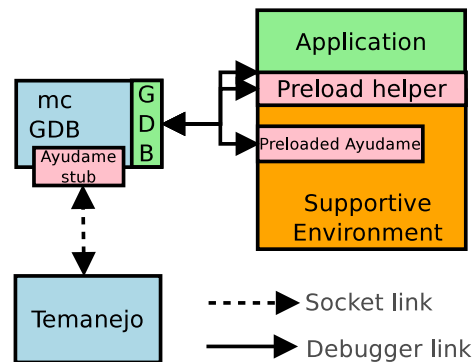 Application
Preload helper
Preloaded Ayudame
Supportive
Environment
mc
GDB
G
D
B
Ayudame
stub
Temanejo
Socket link
Debugger link